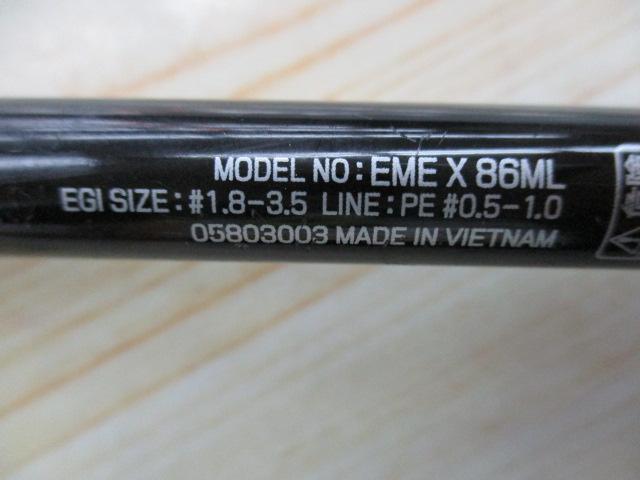 MODEL NO : EME X 86ML
EGI SIZE : #1.8-3.5 LINE : PE #0.5-1.0
05803003 MADE IN VIETNAM